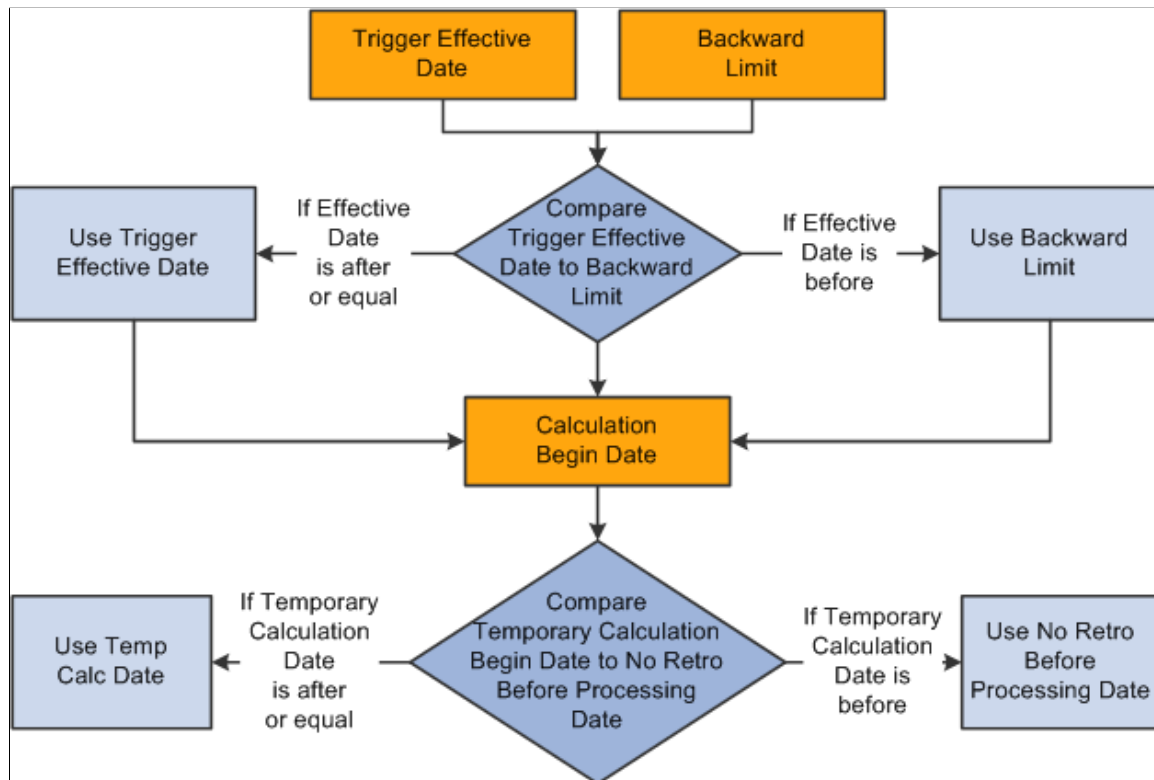 Trigger Effective
Date
Backward
Limit
Use Trigger
Effective Date
If Effective
Date
is after
or equal
Compare
Trigger Effective
Date to Backward
Limit
If Effective
Date is
before
Use Backward
Limit
Calculation
Begin Date
Use Temp
Calc Date
If Temporary
Calculation
Date
is after
or equal
Compare
Temporary Calculation
Begin Date to No Retro
Before Processing
Date
If Temporary
Calculation
Date is
before
Use No Retro
Before
Processing Date